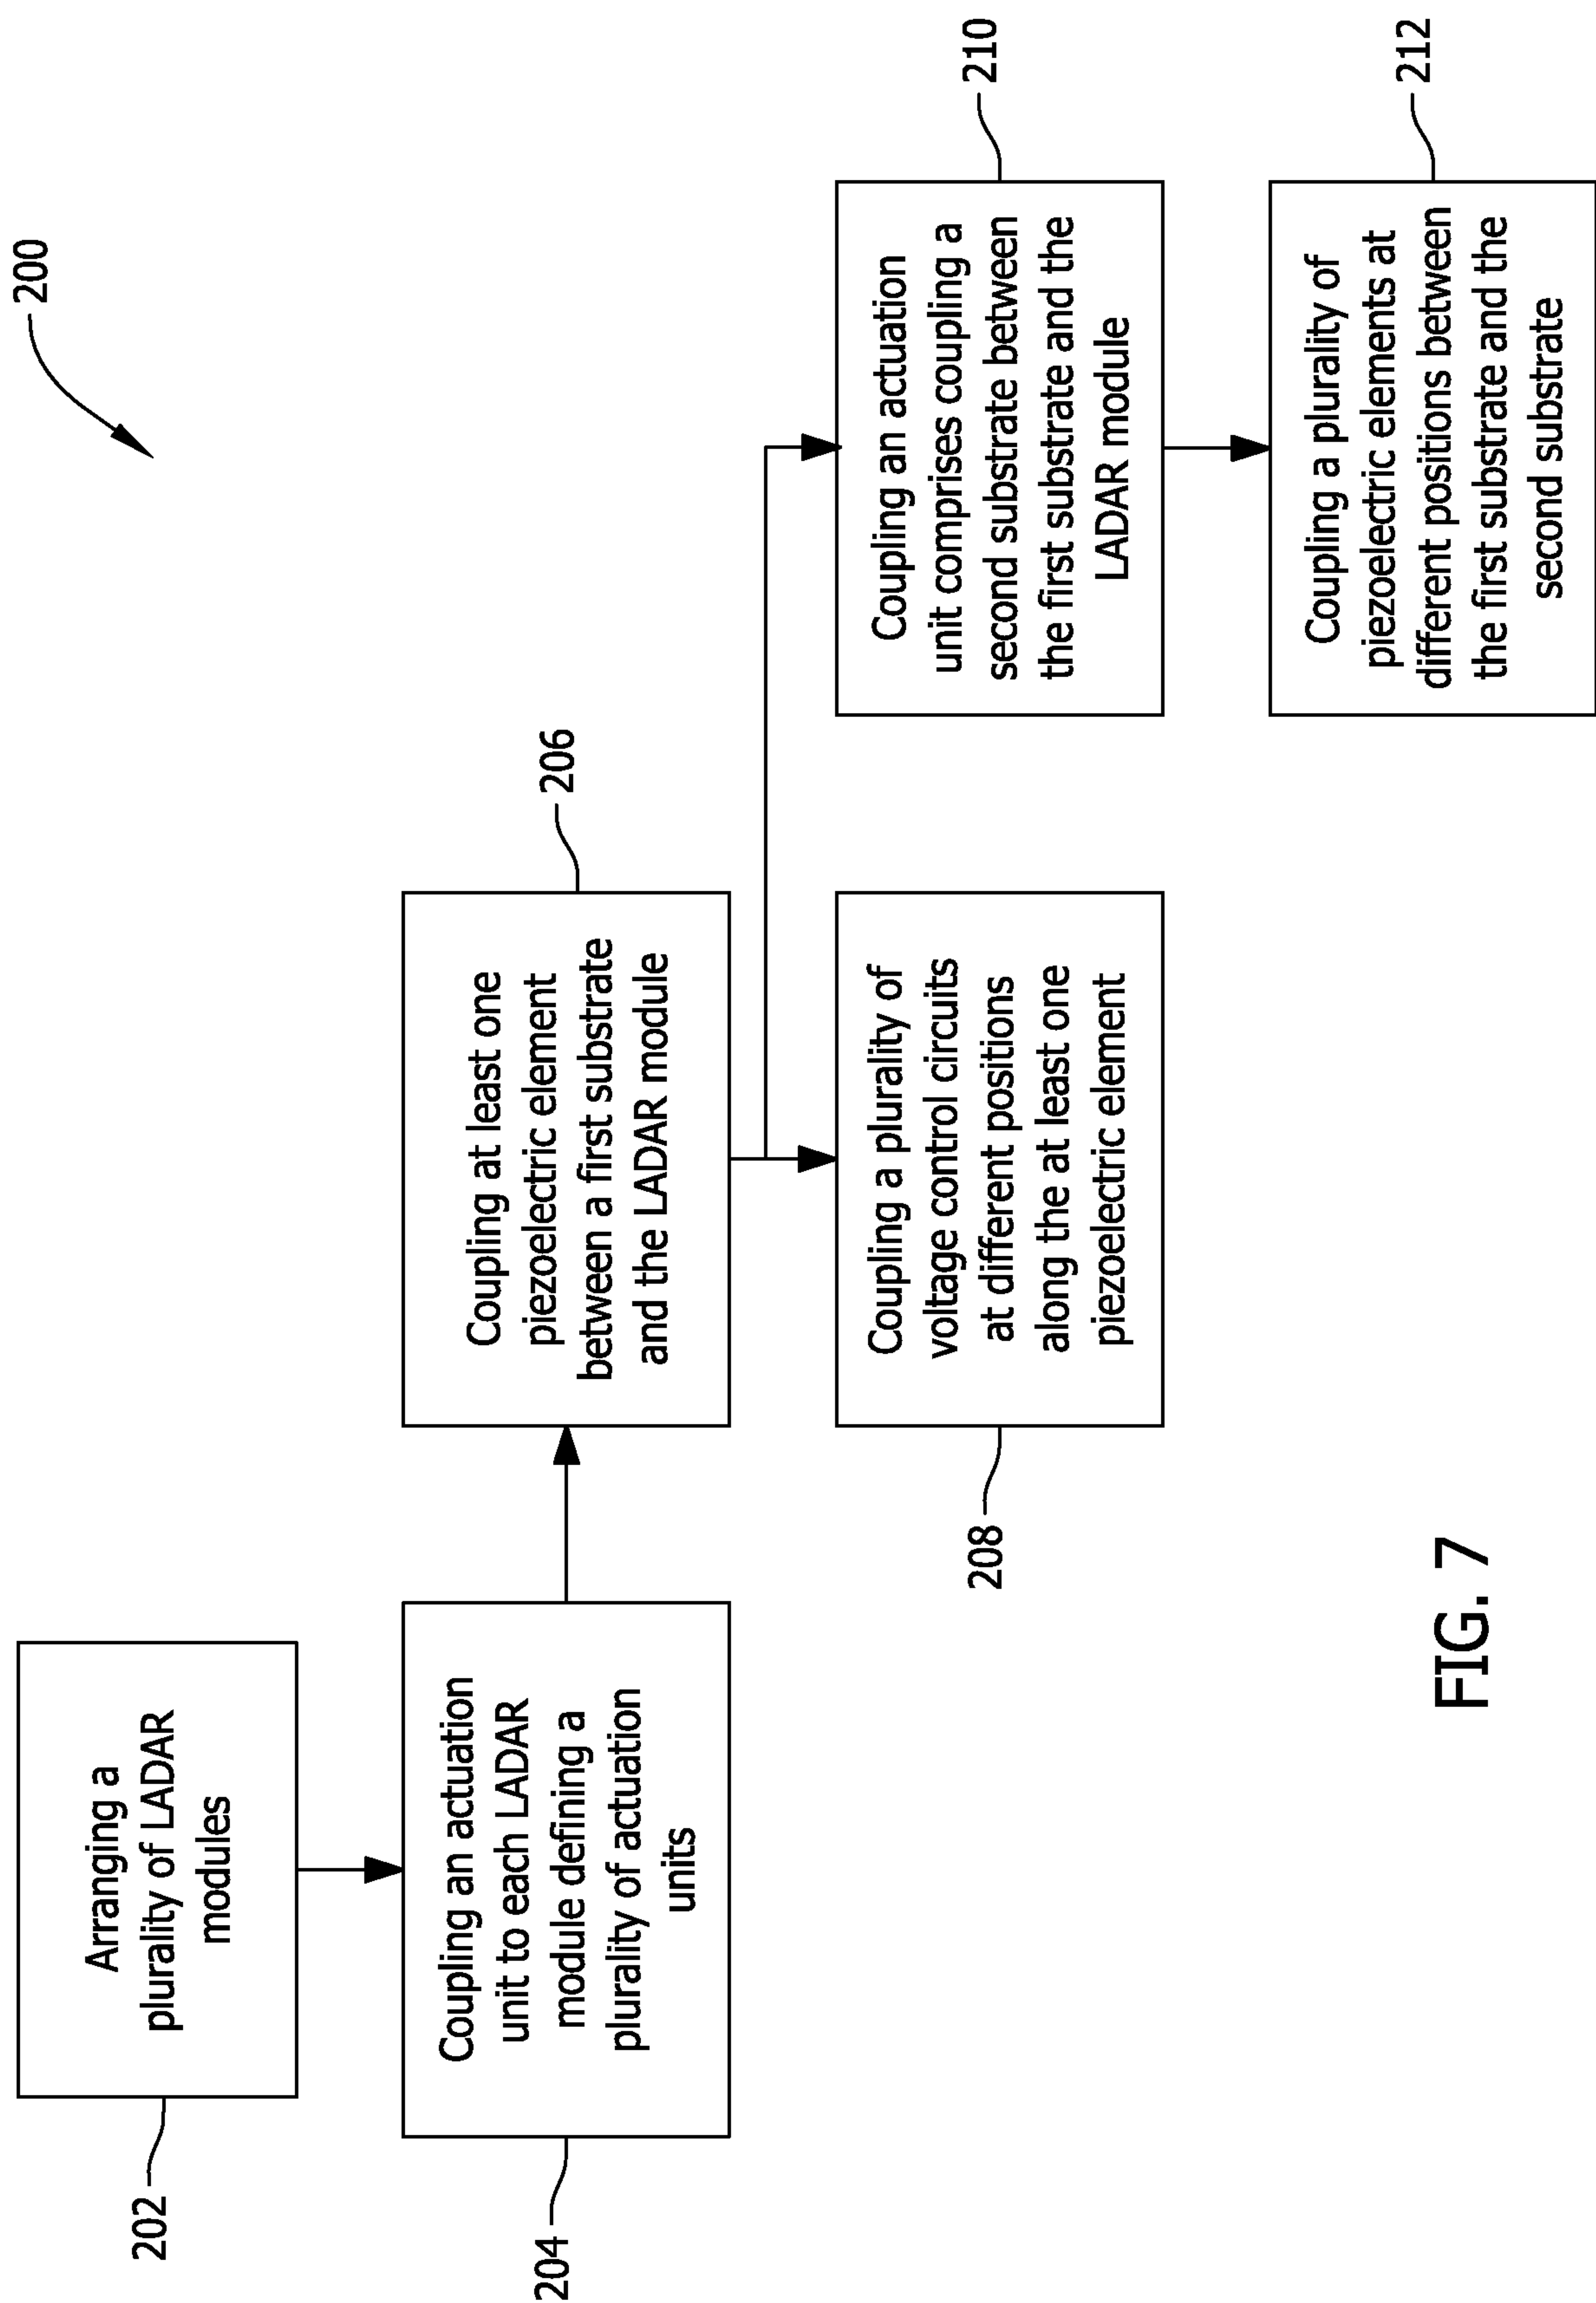 200
202
Arranging a
plurality of LADAR
modules
204
Coupling an actuation
unit to each LADAR
module defining a
plurality of actuation
units
206
Coupling at least one
piezoelectric element
between a first substrate
and the LADAR module
208
Coupling a plurality of
voltage control circuits
at different positions
along the at least one
piezoelectric element
210
Coupling an actuation
unit comprises coupling a
second substrate between
the first substrate and the
LADAR module
212
Coupling a plurality of
piezoelectric elements at
different positions between
the first substrate and the
second substrate
FIG. 7